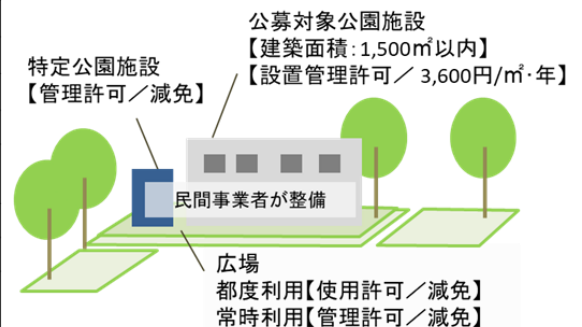 公募対象公園施設
【建築面積:1,500㎡以内】
【設置管理許可／3,600円/㎡･年】
特定公園施設
【管理許可／減免】
民間事業者が整備
広場
都度利用【使用許可／減免】
常時利用【管理許可／減免】